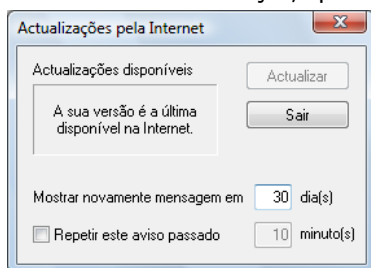 Actualizações pela Internet
Actualizações disponíveis
Actualizar
A sua versão é a última
disponível na Internet.
Sair
Mostrar novamente mensagem em 30 dia(s)
Repetir este aviso passado 10 minuto(s)